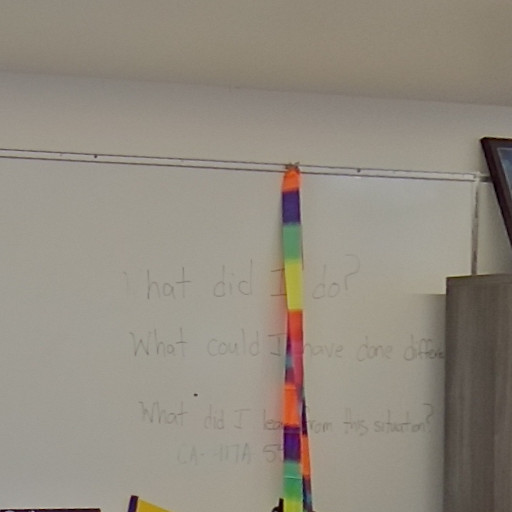 What did I do?
What could I have done
What did I from this situation?